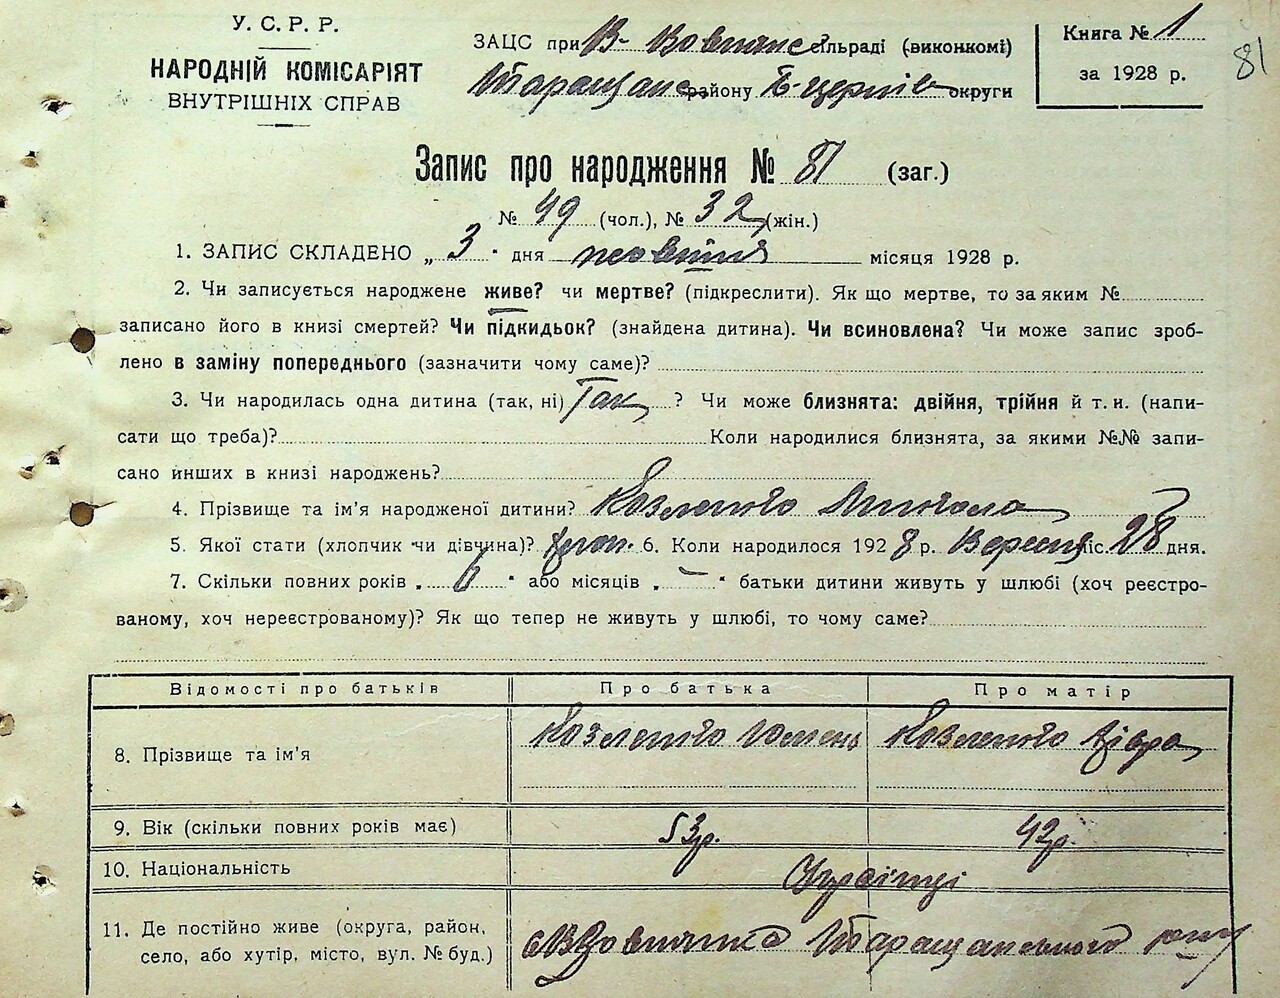 У. С. Р. Р.
НАРОДНІЙ КОМІСАРІЯТ
ВНУТРІШНІХ СПРАВ
ЗАЦС при В-Вовнянс сільраді (виконкомі)
Таращанс району Б-церків округи
Книга № 1
за 1928 р.
81
Запис про народження № 81 (заг.)
№ 49 (чол.), № 32 (жін.)
1. ЗАПИС СКЛАДЕНО „ 3 " дня жовтня місяця 1928 р.
2. Чи записується народжене живе? чи мертве? (підкреслити). Як що мертве, то за яким №
записано його в книзі смертей? Чи підкидьок? (знайдена дитина). Чи всиновлена? Чи може запис зроб-
лено в заміну попереднього (зазначити чому саме)?
3. Чи народилась одна дитина (так, ні) Так ? Чи може близнята: двійня, трійня й т. и. (напи-
сати що треба)? Коли народилися близнята, за якими №№ запи-
сано инших в книзі народжень?
4. Прізвище та ім'я народженої дитини? Козленко Микола
5. Якої статі (хлопчик чи дівчина)? хлоп. 6. Коли народилося 1928 р. Вересня міс. 28 дня.
7. Скільки повних років „ 6 " або місяців „ – " батьки дитини живуть у шлюбі (хоч реєстро-
ваному, хоч нереєстрованому)? Як що тепер не живуть у шлюбі, то чому саме?
Відомості про батьків Про батька Про матір
8. Прізвище та ім'я Козленко Козленко
9. Вік (скільки повних років має) 53р. 42р.
10. Національність Українці
11. Де постійно живе (округа, район,
село, або хутір, місто, вул. № буд.) Таращанського